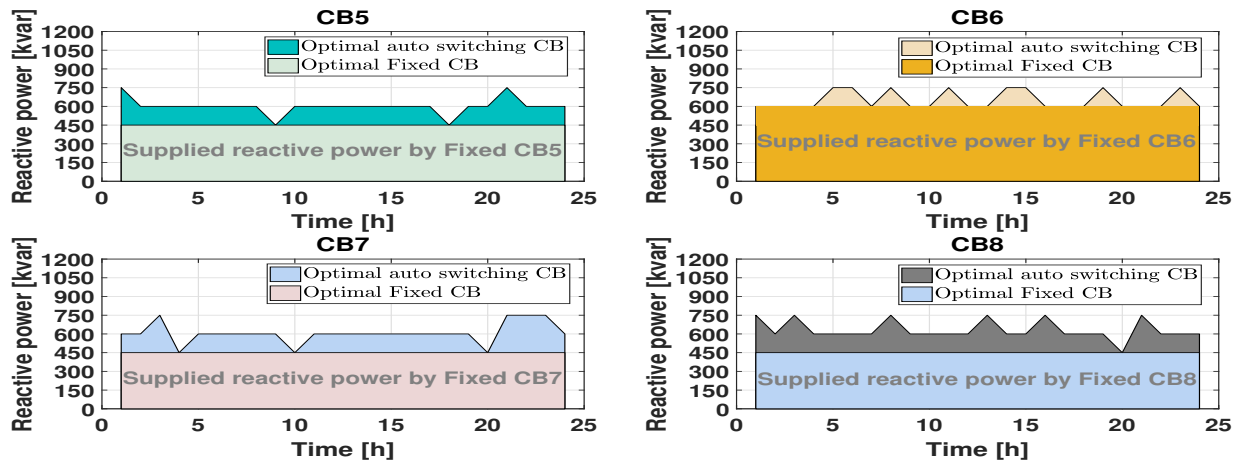 CB5
Reactive power [kvar]
1200
1050
900
750
600
450
300
150
0
Optimal auto switching CB
Optimal Fixed CB
Supplied reactive power by Fixed CB5
0 5 10 15 20 25
Time [h]
CB6
Reactive power [kvar]
1200
1050
900
750
600
450
300
150
0
Optimal auto switching CB
Optimal Fixed CB
Supplied reactive power by Fixed CB6
0 5 10 15 20 25
Time [h]
CB7
Reactive power [kvar]
1200
1050
900
750
600
450
300
150
0
Optimal auto switching CB
Optimal Fixed CB
Supplied reactive power by Fixed CB7
0 5 10 15 20 25
Time [h]
CB8
Reactive power [kvar]
1200
1050
900
750
600
450
300
150
0
Optimal auto switching CB
Optimal Fixed CB
Supplied reactive power by Fixed CB8
0 5 10 15 20 25
Time [h]